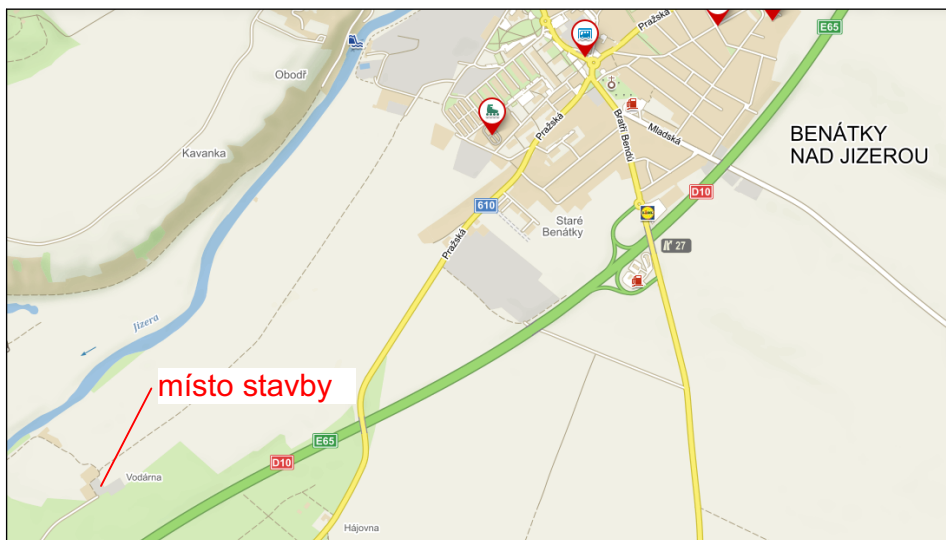 E65
Pražská
Obodř
Pražská
Bratří Bendů
Mladská
BENÁTKY
NAD JIZEROU
Kavanka
D10
610
Staré
Benátky
Pražská
27
Jizera
místo stavby
E65
D10
Vodárna
Hájovna